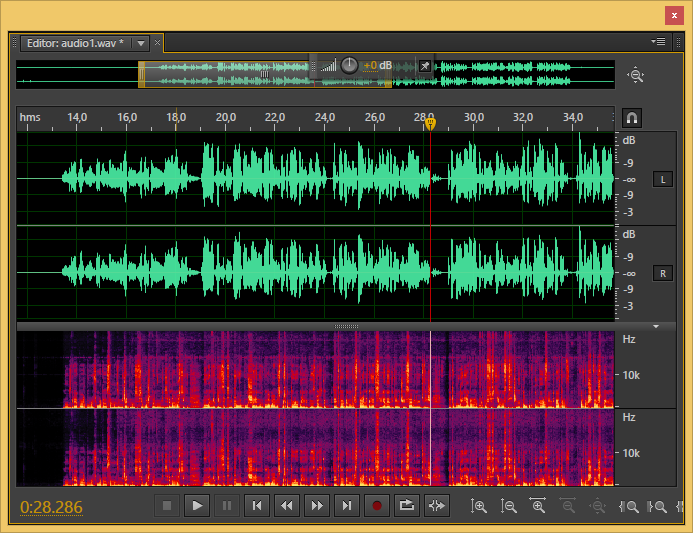 x
Editor: audio1.wav * ×
+0 dB
hms 14,0 16,0 18,0 20,0 22,0 24,0 26,0 28,0 30,0 32,0 34,0
dB
-9
-∞ L
-9
-3
dB
-9
-∞ R
-9
-3
Hz
10k
Hz
10k
0:28.286